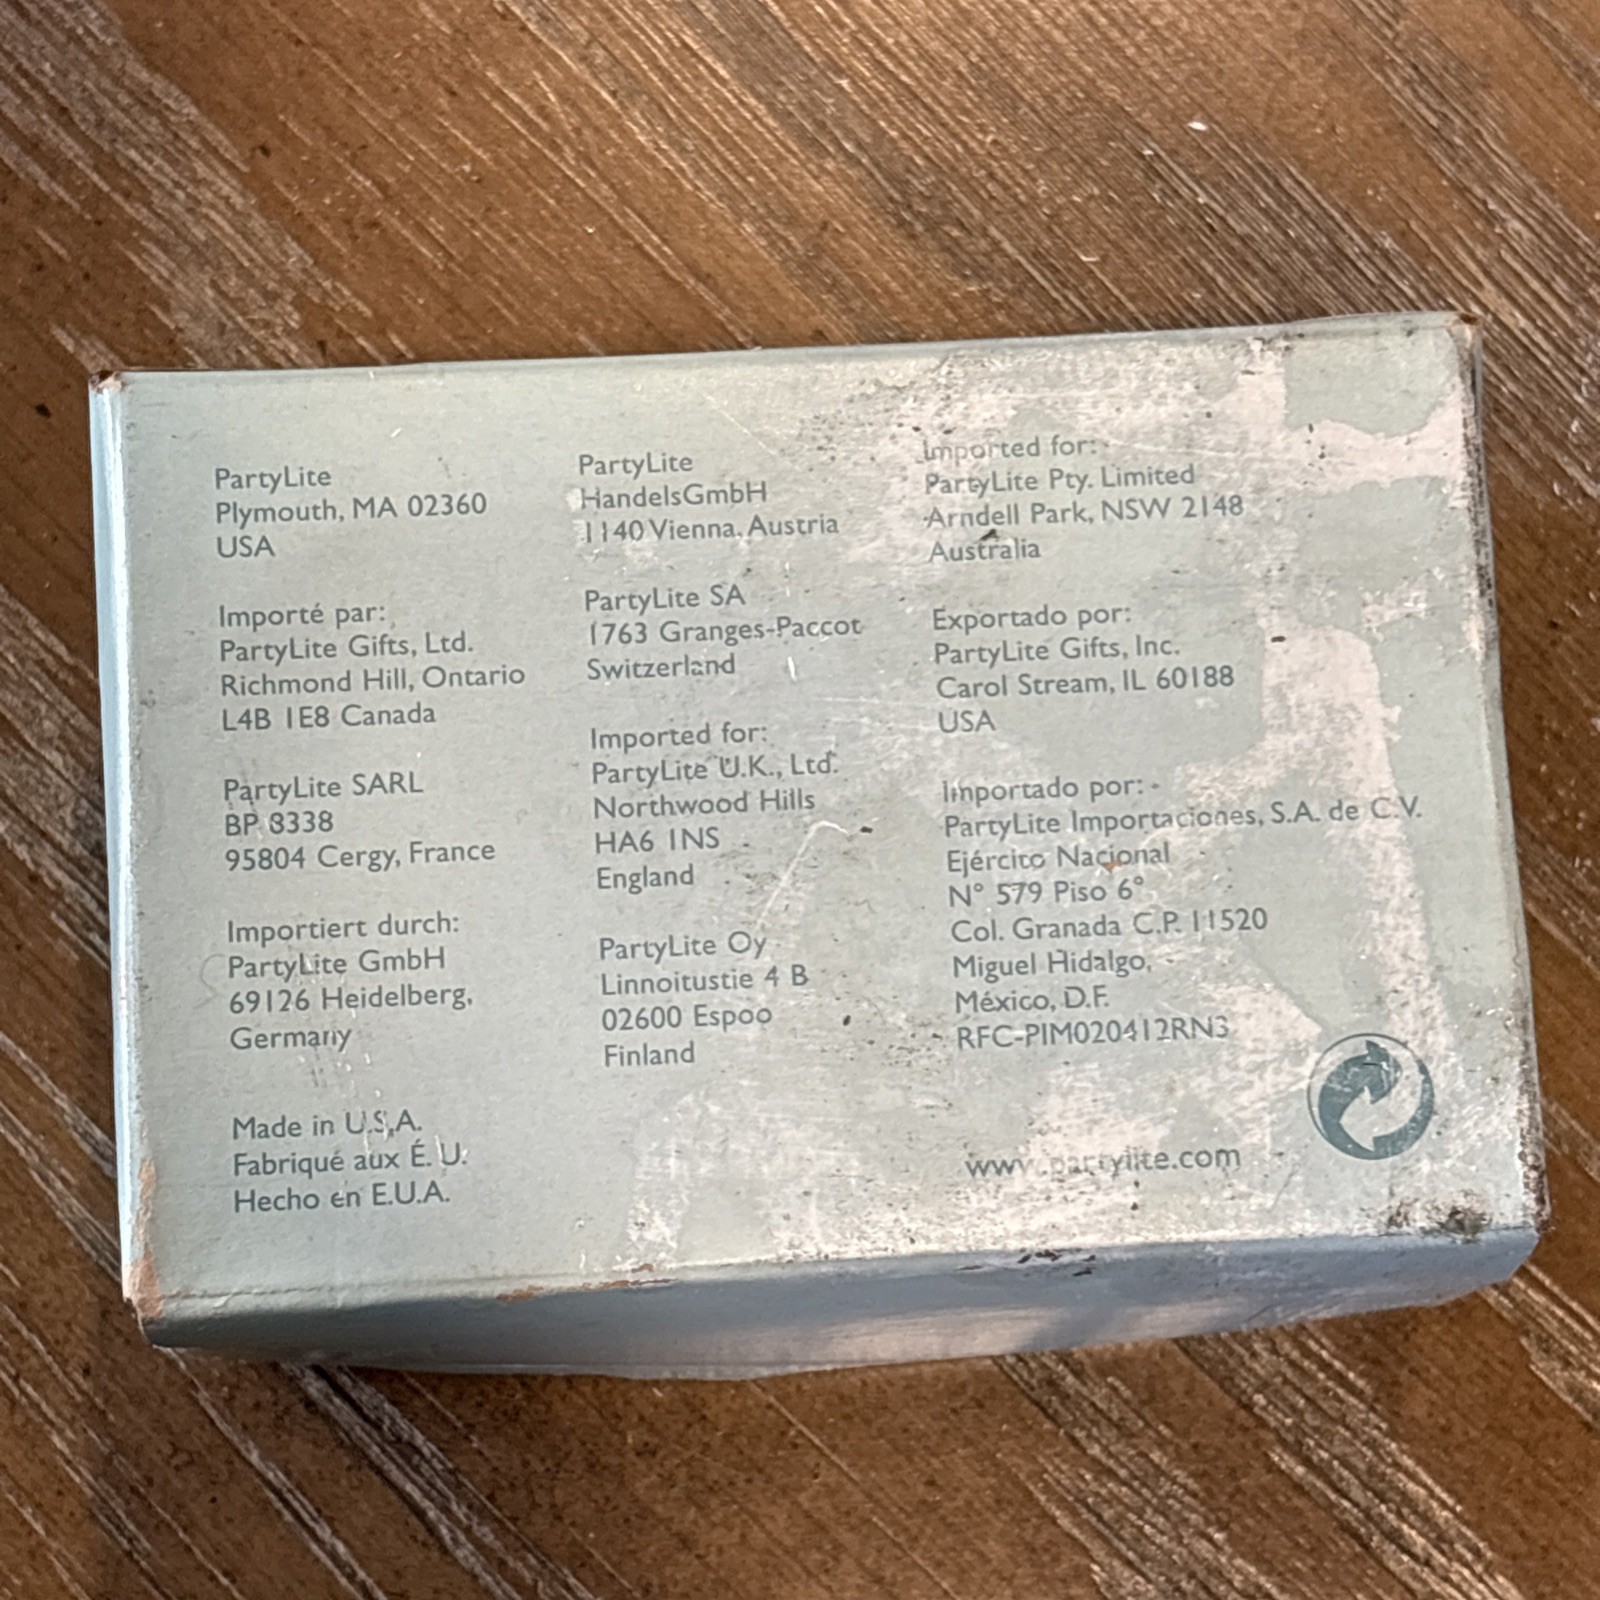 PartyLite
Plymouth, MA 02360
USA
Importé par:
PartyLite Gifts, Ltd.
Richmond Hill, Ontario
L4B 1E8 Canada
PartyLite SARL
BP 8338
95804 Cergy, France
Importiert durch:
PartyLite GmbH
69126 Heidelberg,
Germany
Made in U.S.A.
Fabriqué aux É. U.
Hecho en E.U.A.
PartyLite
HandelsGmbH
1140 Vienna, Austria
PartyLite SA
1763 Granges-Paccot
Switzerland
Imported for:
PartyLite U.K., Ltd.
Northwood Hills
HA6 1NS
England
PartyLite Oy
Linnoitustie 4 B
02600 Espoo
Finland
Imported for:
PartyLite Pty. Limited
Arndell Park, NSW 2148
Australia
Exportado por:
PartyLite Gifts, Inc.
Carol Stream, IL 60188
USA
Importado por:
PartyLite Importaciones, S.A. de C.V.
Ejército Nacional
N° 579 Piso 6°
Col. Granada C.P. 11520
Miguel Hidalgo,
México, D.F.
RFC-PIM020412RN3
www.partylite.com